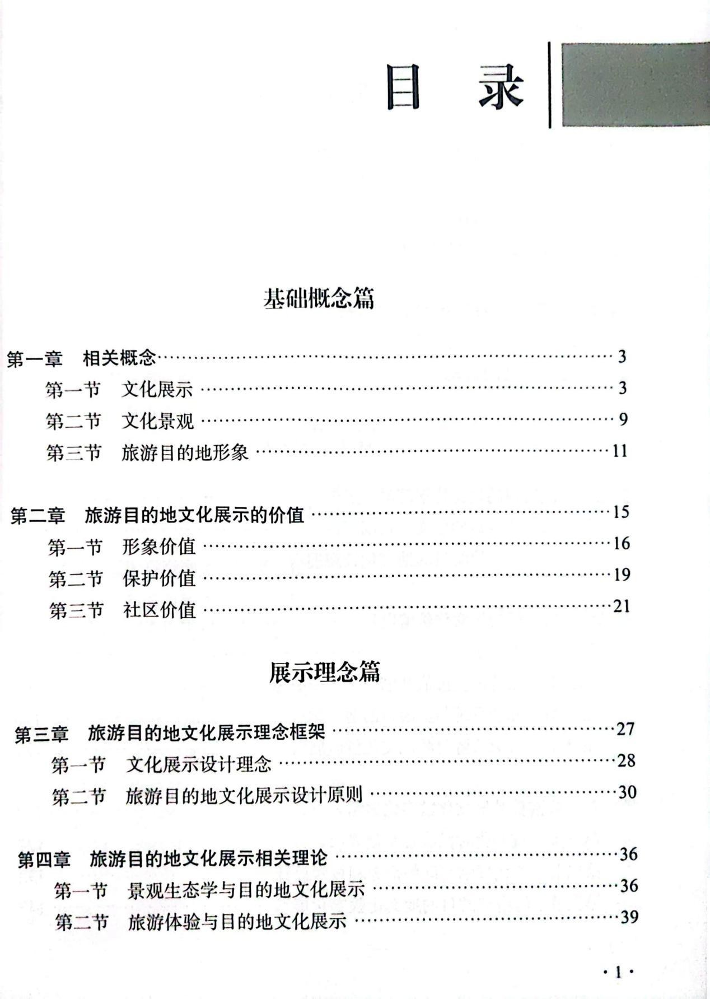 目 录
基础概念篇
第一章 相关概念……………………………………………………………………3
第一节 文化展示……………………………………………………………………3
第二节 文化景观……………………………………………………………………9
第三节 旅游目的地形象……………………………………………………………11
第二章 旅游目的地文化展示的价值………………………………………………15
第一节 形象价值……………………………………………………………………16
第二节 保护价值……………………………………………………………………19
第三节 社区价值……………………………………………………………………21
展示理念篇
第三章 旅游目的地文化展示理念框架……………………………………………27
第一节 文化展示设计理念…………………………………………………………28
第二节 旅游目的地文化展示设计原则……………………………………………30
第四章 旅游目的地文化展示相关理论……………………………………………36
第一节 景观生态学与目的地文化展示……………………………………………36
第二节 旅游体验与目的地文化展示………………………………………………39
·1·